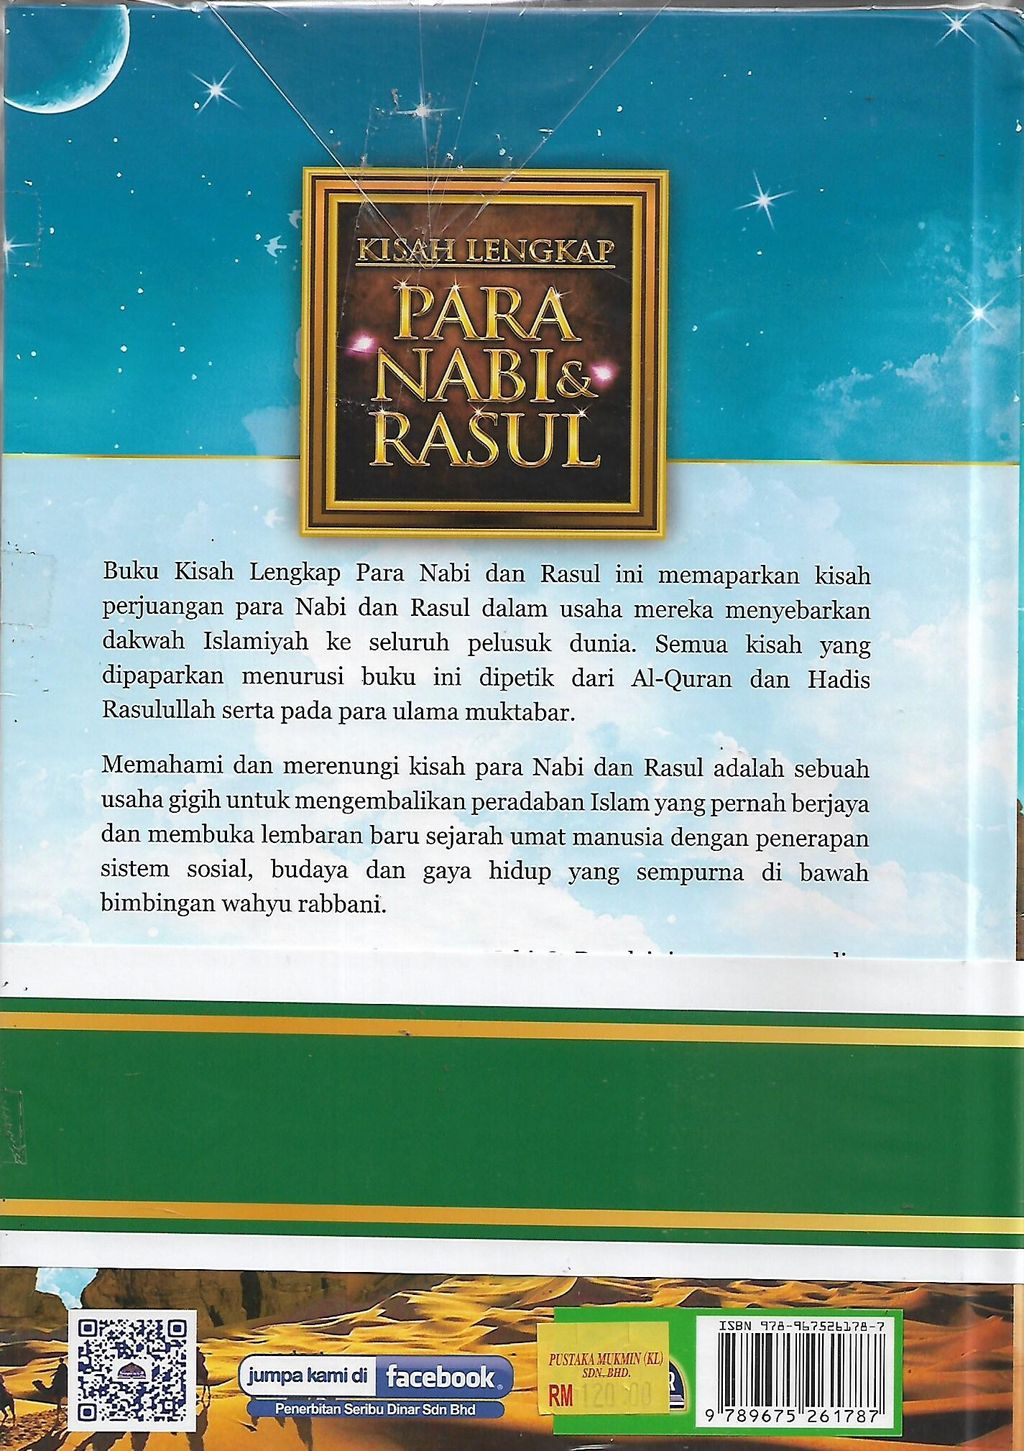 KISAH LENGKAP
PARA
NABI &
RASUL
Buku Kisah Lengkap Para Nabi dan Rasul ini memaparkan kisah
perjuangan para Nabi dan Rasul dalam usaha mereka menyebarkan
dakwah Islamiyah ke seluruh pelusuk dunia. Semua kisah yang
dipaparkan menurusi buku ini dipetik dari Al-Quran dan Hadis
Rasulullah serta pada para ulama muktabar.
Memahami dan merenungi kisah para Nabi dan Rasul adalah sebuah
usaha gigih untuk mengembalikan peradaban Islam yang pernah berjaya
dan membuka lembaran baru sejarah umat manusia dengan penerapan
sistem sosial, budaya dan gaya hidup yang sempurna di bawah
bimbingan wahyu rabbani.
jumpa kami di facebook
Penerbitan Seribu Dinar Sdn Bhd
PUSTAKA MUKMIN (KL)
SDN. BHD.
RM
R
ISBN 978-967526178-7
9 789675 261787